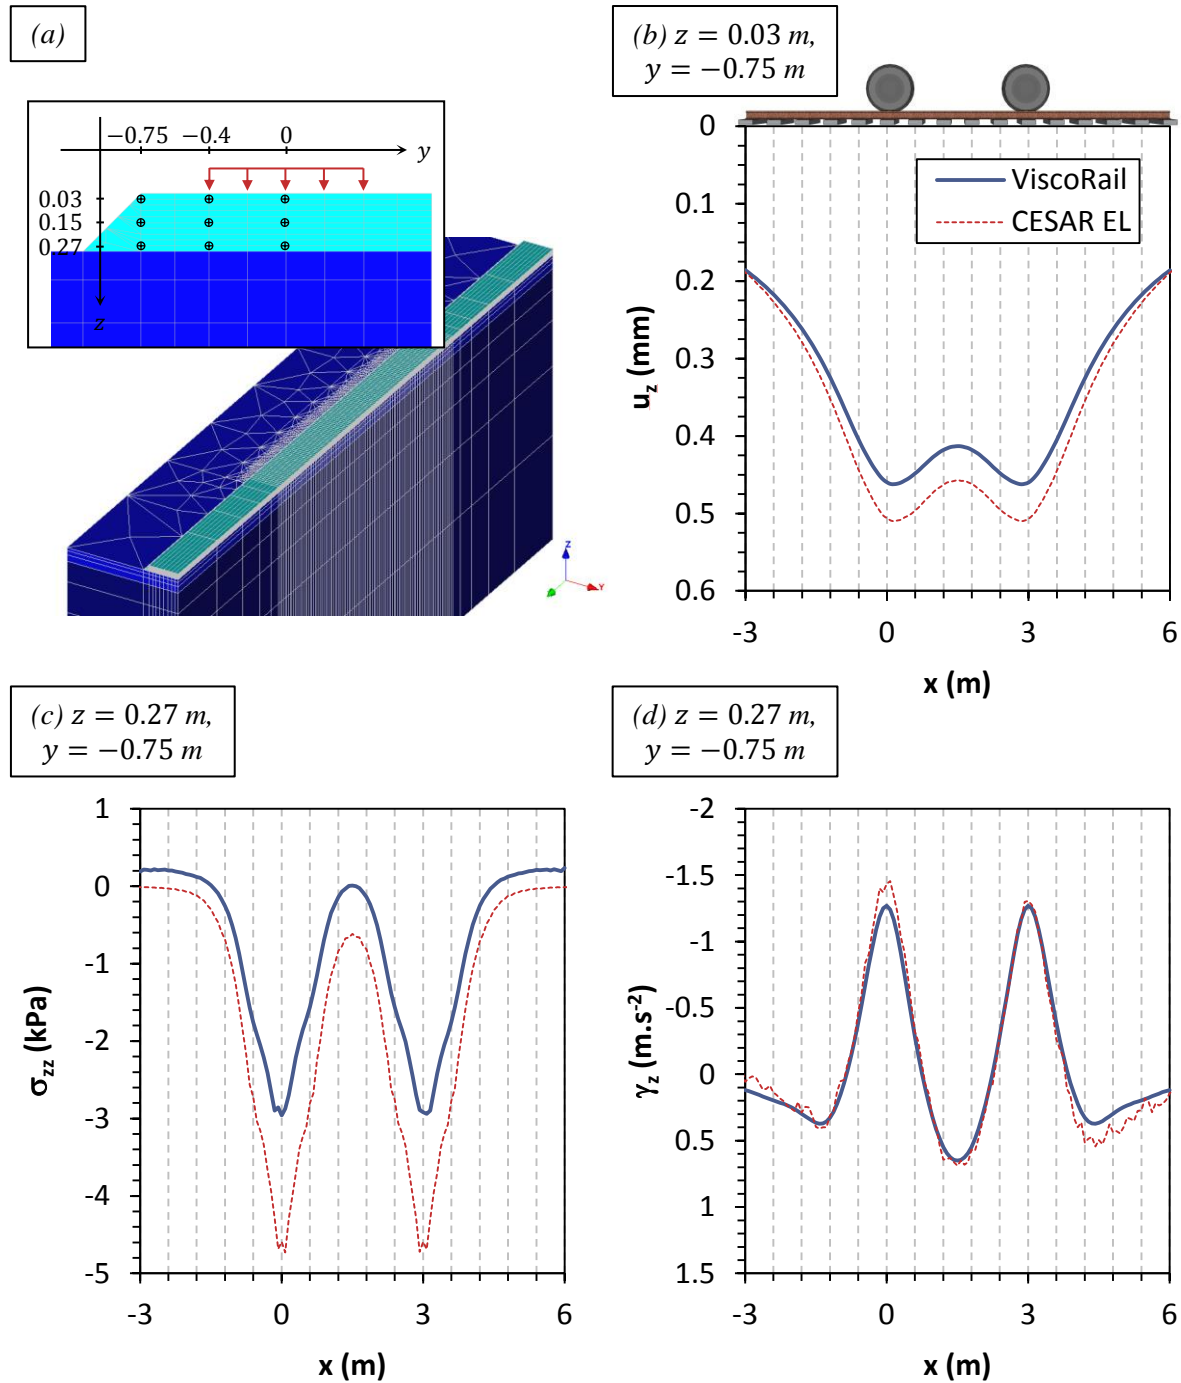 (a)
−0.75 −0.4 0
y
0.03
0.15
0.27
z
Z
Y
(b) z = 0.03 m,
y = −0.75 m
0
0.1
0.2
0.3
0.4
0.5
0.6
u_z (mm)
ViscoRail
CESAR EL
-3 0 3 6
x (m)
(c) z = 0.27 m,
y = −0.75 m
1
0
-1
-2
-3
-4
-5
σ_zz (kPa)
-3 0 3 6
x (m)
(d) z = 0.27 m,
y = −0.75 m
-2
-1.5
-1
-0.5
0
0.5
1
1.5
γ_z (m.s⁻²)
-3 0 3 6
x (m)